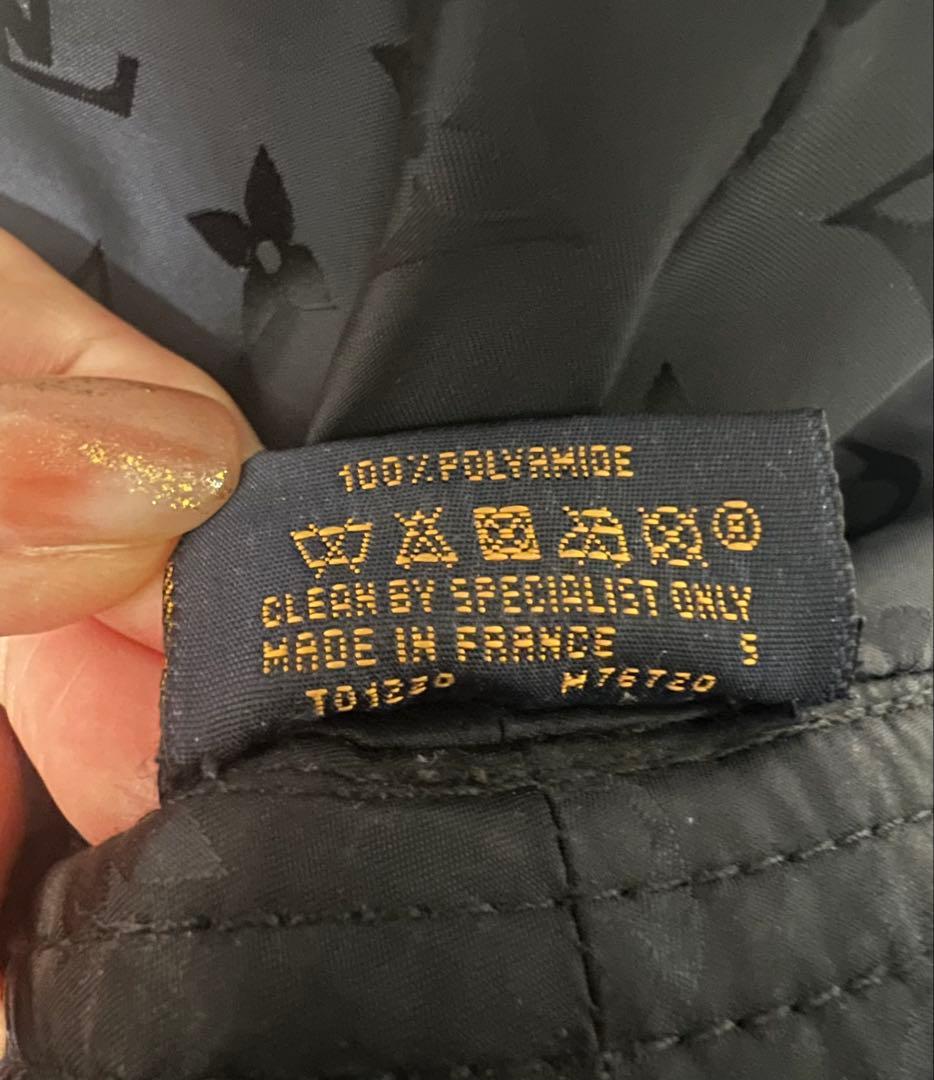 100% POLYAMIDE
CLEAN BY SPECIALIST ONLY
MADE IN FRANCE S
TO1220 M76720